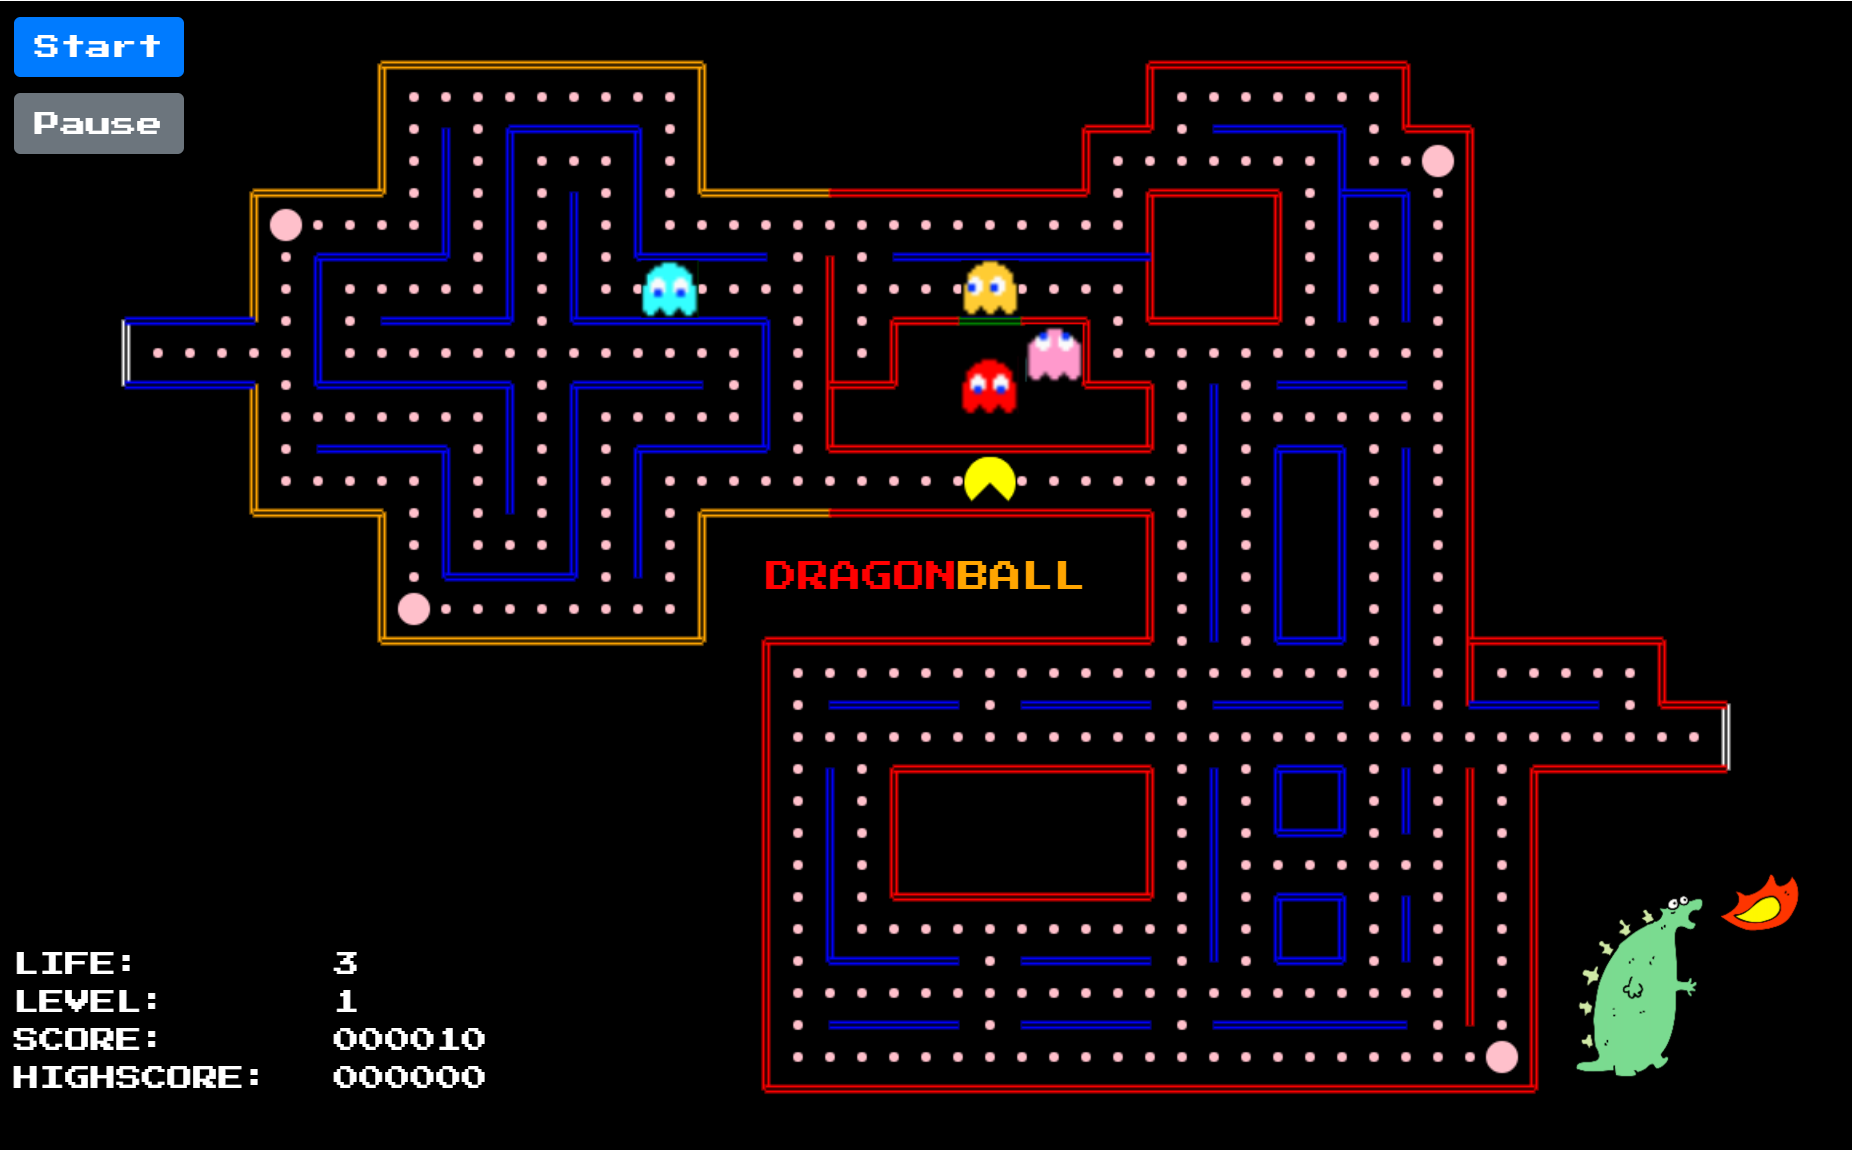 Start
Pause
DRAGONBALL
LIFE: 3
LEVEL: 1
SCORE: 000010
HIGHSCORE: 000000